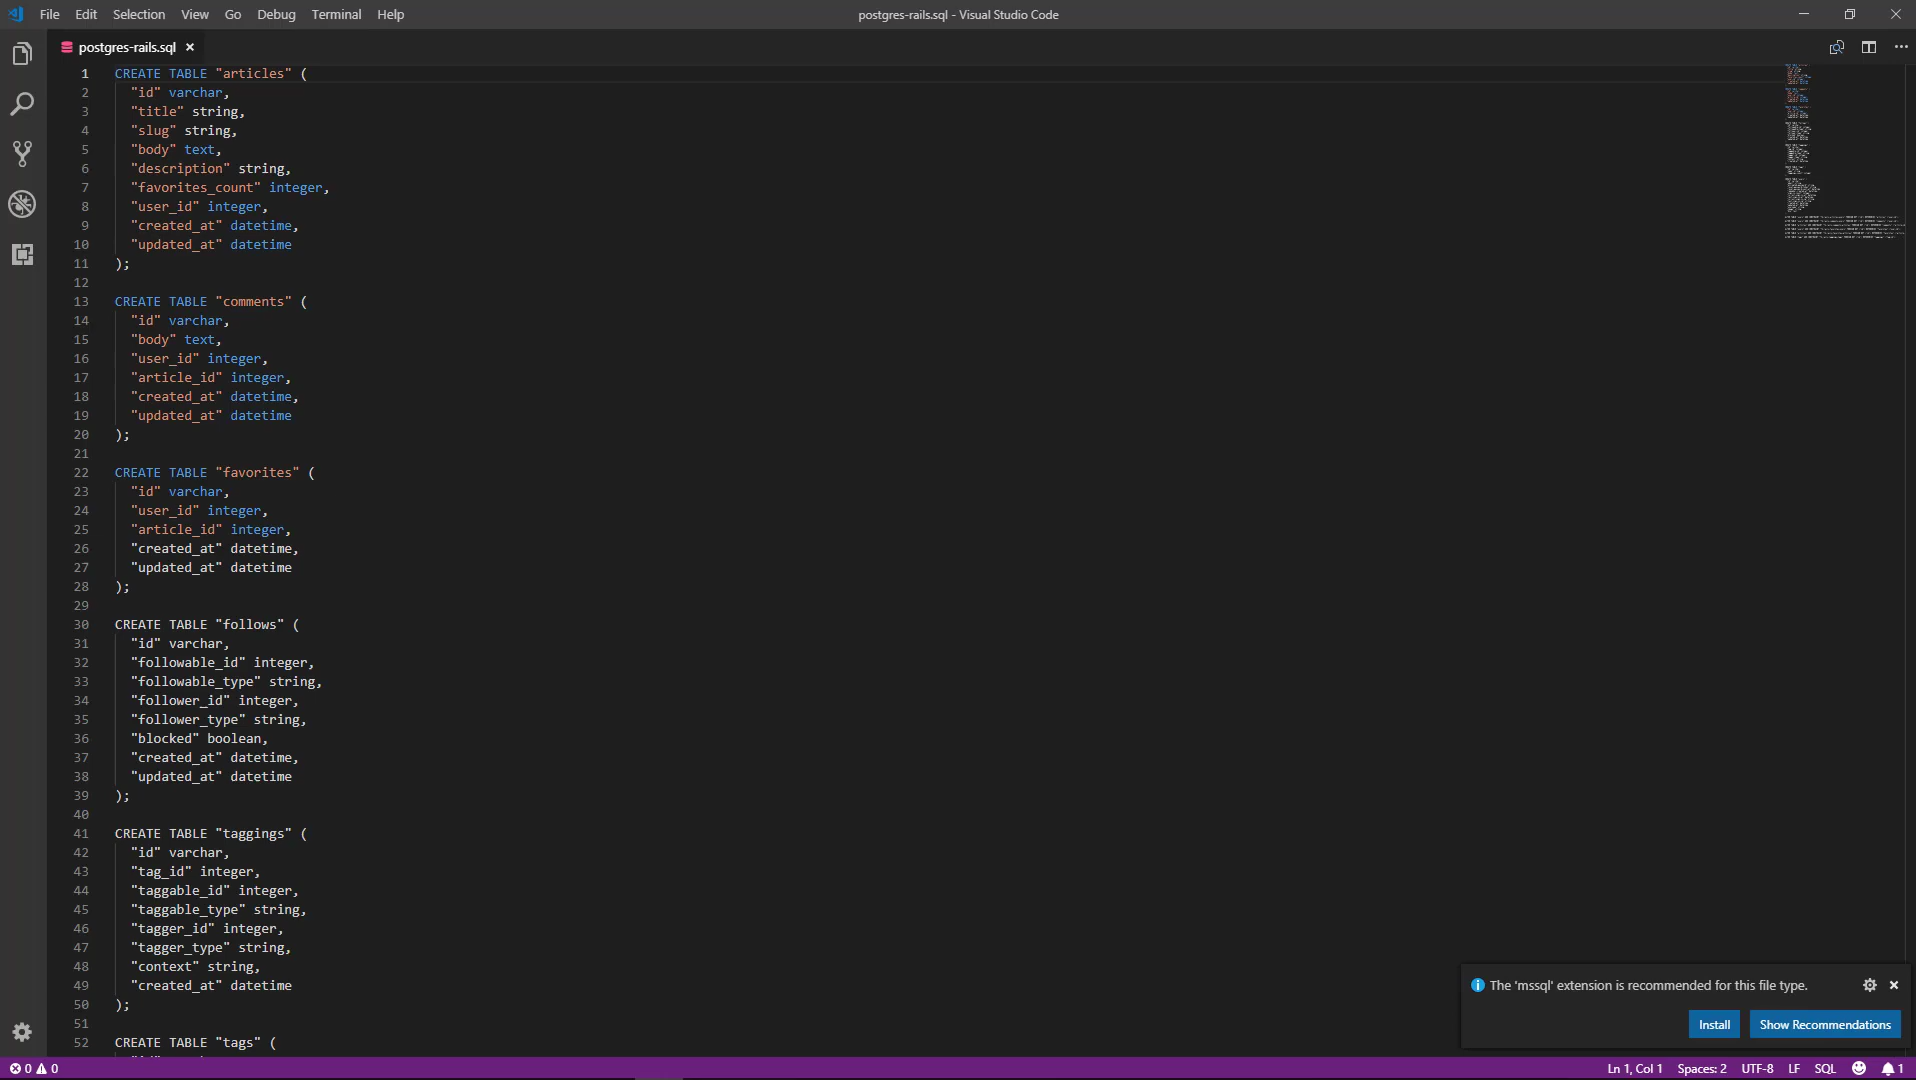 File Edit Selection View Go Debug Terminal Help
postgres-rails.sql - Visual Studio Code
postgres-rails.sql
1 CREATE TABLE "articles" (
2 "id" varchar,
3 "title" string,
4 "slug" string,
5 "body" text,
6 "description" string,
7 "favorites_count" integer,
8 "user_id" integer,
9 "created_at" datetime,
10 "updated_at" datetime
11 );
12
13 CREATE TABLE "comments" (
14 "id" varchar,
15 "body" text,
16 "user_id" integer,
17 "article_id" integer,
18 "created_at" datetime,
19 "updated_at" datetime
20 );
21
22 CREATE TABLE "favorites" (
23 "id" varchar,
24 "user_id" integer,
25 "article_id" integer,
26 "created_at" datetime,
27 "updated_at" datetime
28 );
29
30 CREATE TABLE "follows" (
31 "id" varchar,
32 "followable_id" integer,
33 "followable_type" string,
34 "follower_id" integer,
35 "follower_type" string,
36 "blocked" boolean,
37 "created_at" datetime,
38 "updated_at" datetime
39 );
40
41 CREATE TABLE "taggings" (
42 "id" varchar,
43 "tag_id" integer,
44 "taggable_id" integer,
45 "taggable_type" string,
46 "tagger_id" integer,
47 "tagger_type" string,
48 "context" string,
49 "created_at" datetime
50 );
51
52 CREATE TABLE "tags" (
The 'mssql' extension is recommended for this file type.
Install Show Recommendations
0 0 Ln 1, Col 1 Spaces: 2 UTF-8 LF SQL 1